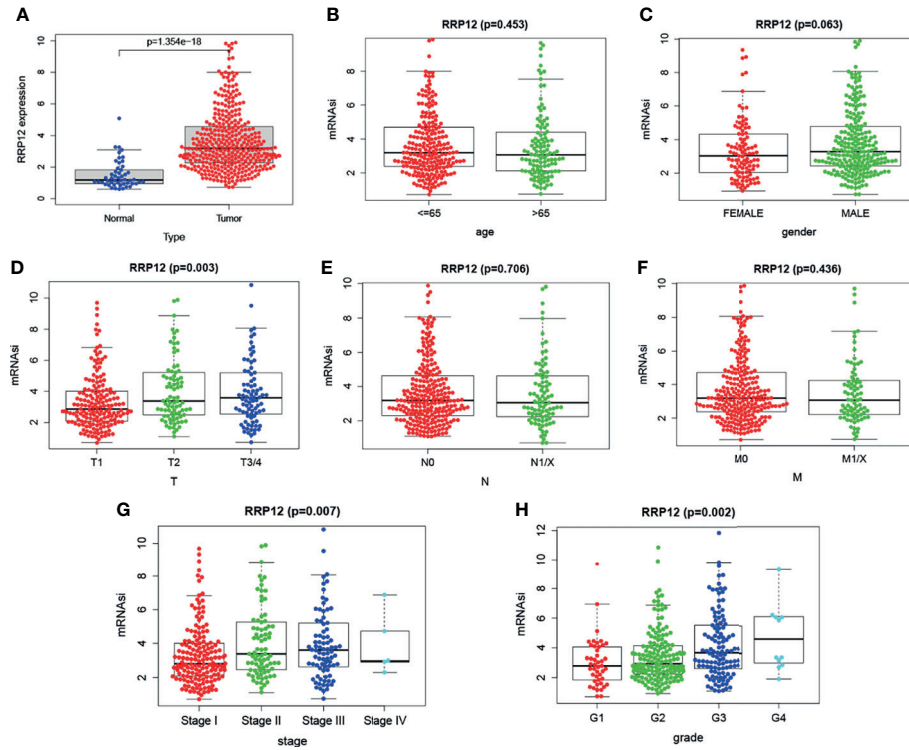 A
p=1.354e-18
RRP12 expression
10
8
6
4
2
0
Normal Tumor
Type
B
RRP12 (p=0.453)
mRNAsi
10
8
6
4
2
<=65 >65
age
C
RRP12 (p=0.063)
mRNAsi
10
8
6
4
2
FEMALE MALE
gender
D
RRP12 (p=0.003)
mRNAsi
10
8
6
4
2
T1 T2 T3/4
T
E
RRP12 (p=0.706)
mRNAsi
10
8
6
4
2
N0 N1/X
N
F
RRP12 (p=0.436)
mRNAsi
10
8
6
4
2
M0 M1/X
M
G
RRP12 (p=0.007)
mRNAsi
10
8
6
4
2
Stage I Stage II Stage III Slage IV
stage
H
RRP12 (p=0.002)
mRNAsi
12
10
8
6
4
2
G1 G2 G3 G4
grade